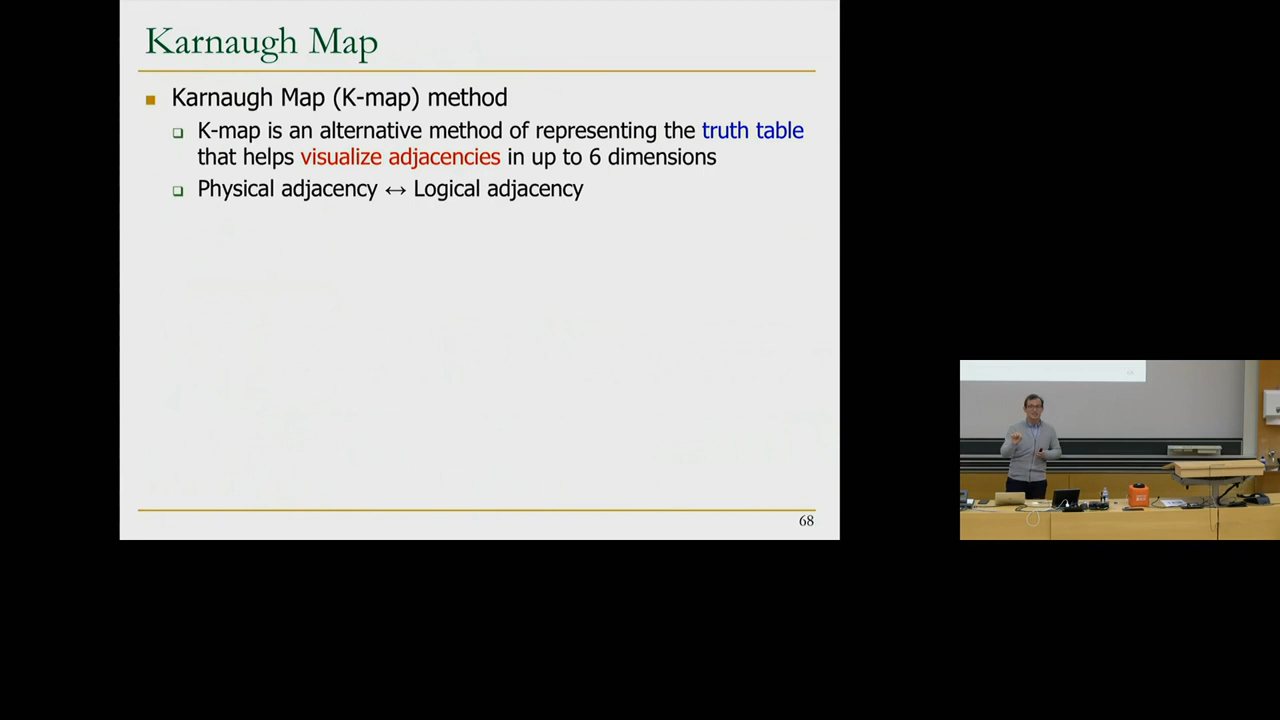 Karnaugh Map
Karnaugh Map (K-map) method
K-map is an alternative method of representing the truth table
that helps visualize adjacencies in up to 6 dimensions
Physical adjacency ↔ Logical adjacency
68